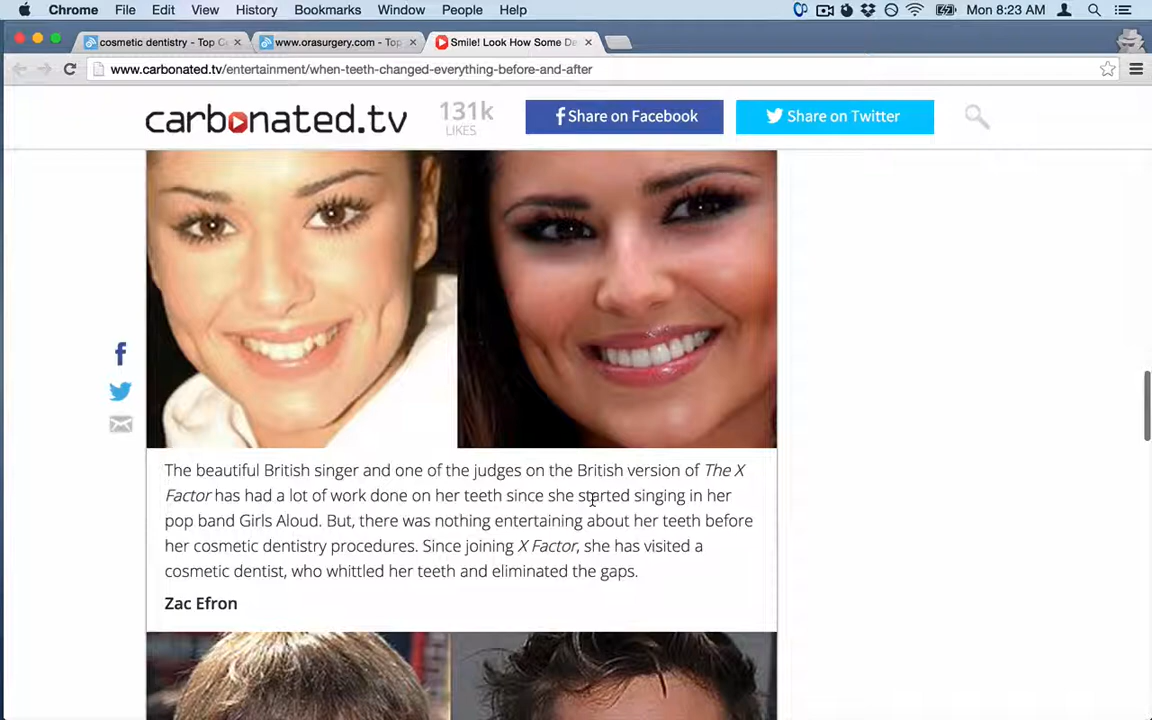 Chrome File Edit View History Bookmarks Window People Help Mon 8:23 AM
cosmetic dentistry - Top C www.orasurgery.com - Top Smile! Look How Some De
www.carbonated.tv/entertainment/when-teeth-changed-everything-before-and-after
carbonated.tv 131k LIKES Share on Facebook Share on Twitter
The beautiful British singer and one of the judges on the British version of The X
Factor has had a lot of work done on her teeth since she started singing in her
pop band Girls Aloud. But, there was nothing entertaining about her teeth before
her cosmetic dentistry procedures. Since joining X Factor, she has visited a
cosmetic dentist, who whittled her teeth and eliminated the gaps.
Zac Efron